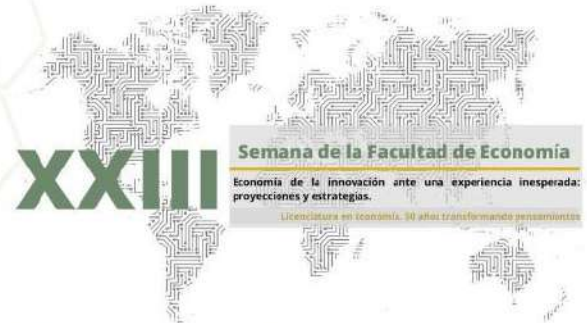 XXIII
Semana de la Facultad de Economía
Economía de la innovación ante una experiencia inesperada:
proyecciones y estrategias.
Licenciatura en economía. 50 años transformando pensamientos